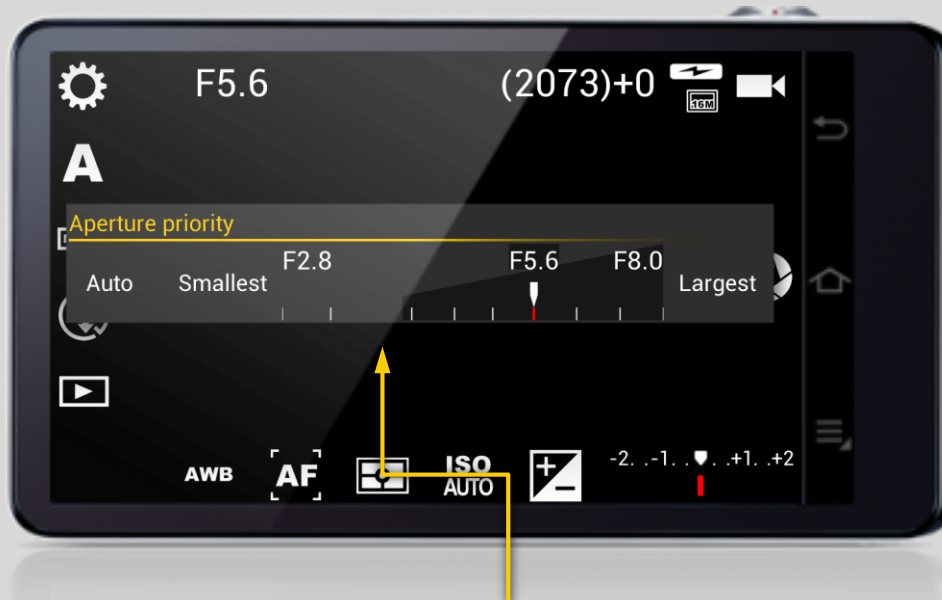 F5.6 (2073)+0
16M
A
Aperture priority
F2.8 F5.6 F8.0
Auto Smallest Largest
AWB AF ISO AUTO +- -2. .-1. . . .+1. .+2